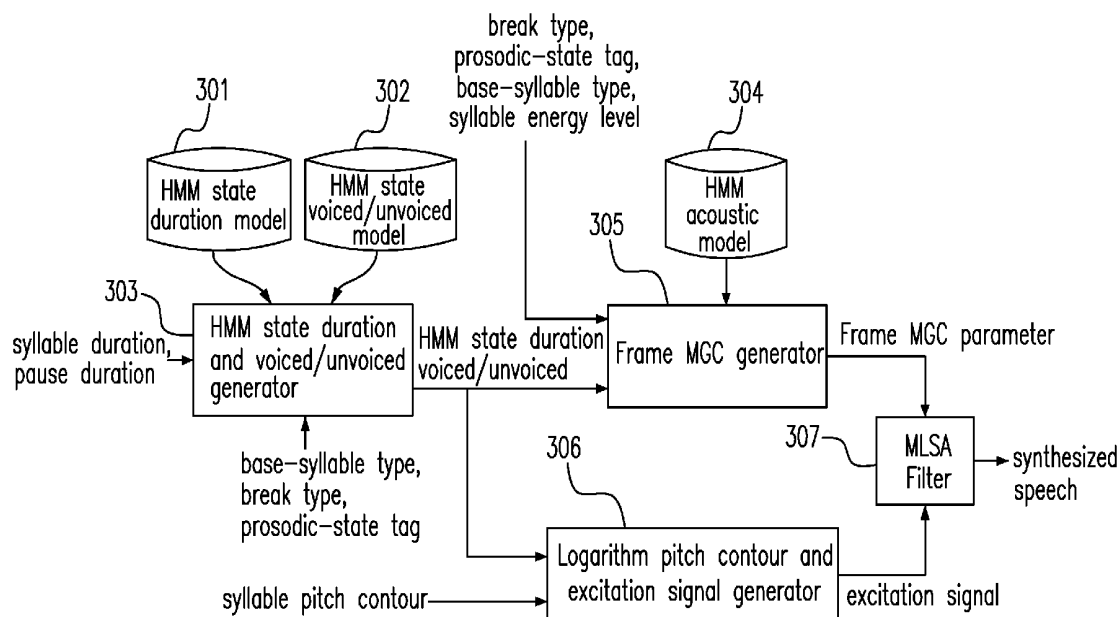 break type,
prosodic-state tag,
base-syllable type,
syllable energy level
301
302
304
HMM state
duration model
HMM state
voiced/unvoiced
model
HMM
acoustic
model
305
303
syllable duration,
pause duration
HMM state duration
and voiced/unvoiced
generator
HMM state duration
voiced/unvoiced
Frame MGC generator
Frame MGC parameter
307
MLSA
Filter
synthesized
speech
base-syllable type,
break type,
prosodic-state tag
306
Logarithm pitch contour and
excitation signal generator
syllable pitch contour
excitation signal